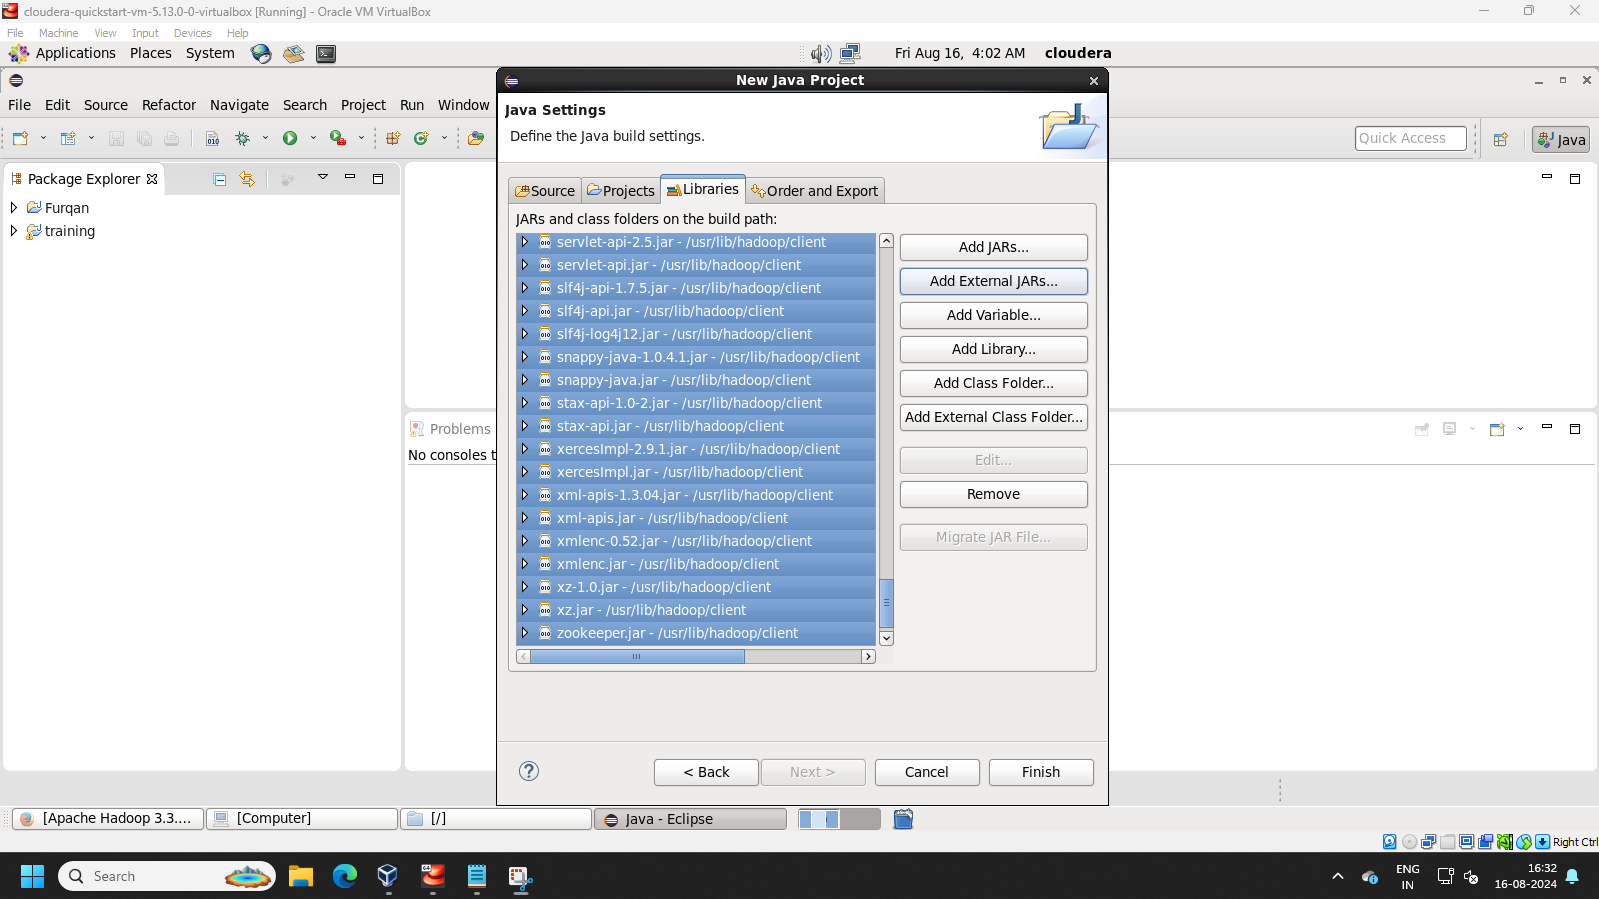 cloudera-quickstart-vm-5.13.0-0-virtualbox [Running] - Oracle VM VirtualBox
File Machine View Input Devices Help
Applications Places System Fri Aug 16, 4:02 AM cloudera
New Java Project
File Edit Source Refactor Navigate Search Project Run Window
Java Settings
Define the Java build settings.
Quick Access
Java
Package Explorer
Furqan
training
Source Projects Libraries Order and Export
JARs and class folders on the build path:
servlet-api-2.5.jar - /usr/lib/hadoop/client
servlet-api.jar - /usr/lib/hadoop/client
slf4j-api-1.7.5.jar - /usr/lib/hadoop/client
slf4j-api.jar - /usr/lib/hadoop/client
slf4j-log4j12.jar - /usr/lib/hadoop/client
snappy-java-1.0.4.1.jar - /usr/lib/hadoop/client
snappy-java.jar - /usr/lib/hadoop/client
stax-api-1.0-2.jar - /usr/lib/hadoop/client
stax-api.jar - /usr/lib/hadoop/client
xercesImpl-2.9.1.jar - /usr/lib/hadoop/client
xercesImpl.jar - /usr/lib/hadoop/client
xml-apis-1.3.04.jar - /usr/lib/hadoop/client
xml-apis.jar - /usr/lib/hadoop/client
xmlenc-0.52.jar - /usr/lib/hadoop/client
xmlenc.jar - /usr/lib/hadoop/client
xz-1.0.jar - /usr/lib/hadoop/client
xz.jar - /usr/lib/hadoop/client
zookeeper.jar - /usr/lib/hadoop/client
Add JARs...
Add External JARs...
Add Variable...
Add Library...
Add Class Folder...
Add External Class Folder...
Edit...
Remove
Migrate JAR File...
Problems
No consoles t
< Back Next > Cancel Finish
[Apache Hadoop 3.3.... [Computer] [/] Java - Eclipse
Right Ctrl
Search
ENG
IN
16:32
16-08-2024